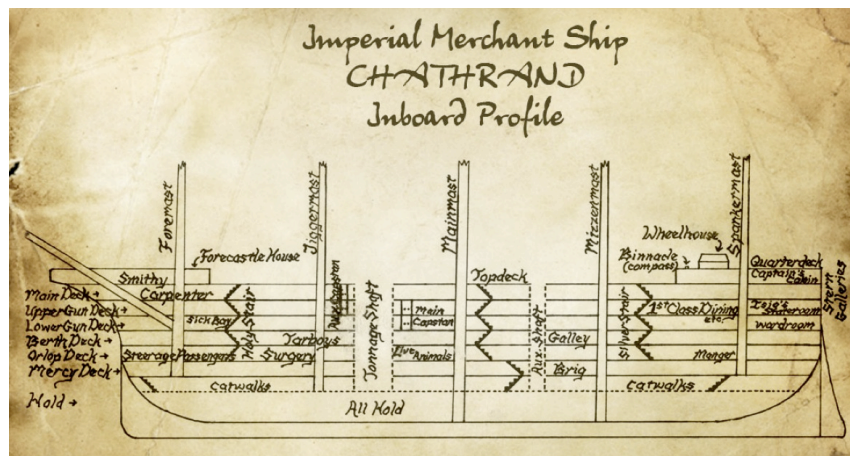 Imperial Merchant Ship
CHATHRAND
Inboard Profile
Foremast
Jiggermast
Mainmast
Mizzenmast
Spankermast
Wheelhouse
Forecastle House
Binnacle
(compass)
Quarterdeck
Captain's
Cabin
Stern
Galleries
Smithy
Topdeck
Main Deck
Carpenter
Upper Gun Deck
Lower Gun Deck
Sick Bay
Holy Stair
Aux. Capstan
Tonnage Shaft
Main
Capstan
Aux. Shaft
Silver Stair
1st Class Dining
etc.
Stateroom
Wardroom
Berth Deck
Tarboys
Galley
Orlop Deck
Steerage Passengers
Surgery
Live Animals
Manger
Mercy Deck
Brig
Catwalks
Catwalks
Hold
All Hold